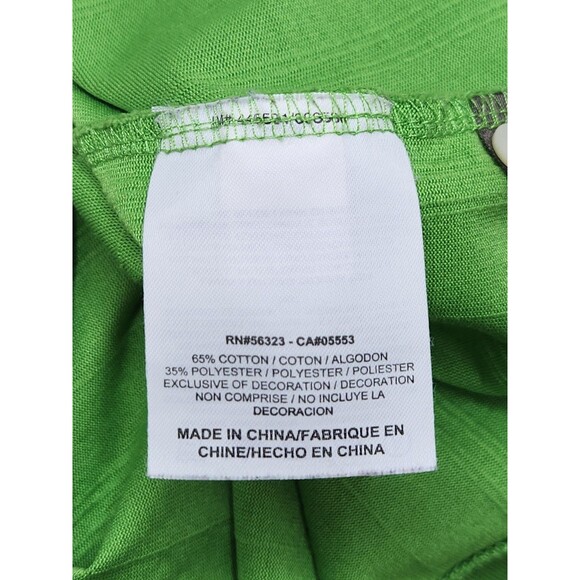 RN#56323 - CA#05553
65% COTTON / COTON / ALGODON
35% POLYESTER / POLYESTER / POLIESTER
EXCLUSIVE OF DECORATION / DECORATION
NON COMPRISE / NO INCLUYE LA
DECORACION
MADE IN CHINA/FABRIQUE EN
CHINE/HECHO EN CHINA